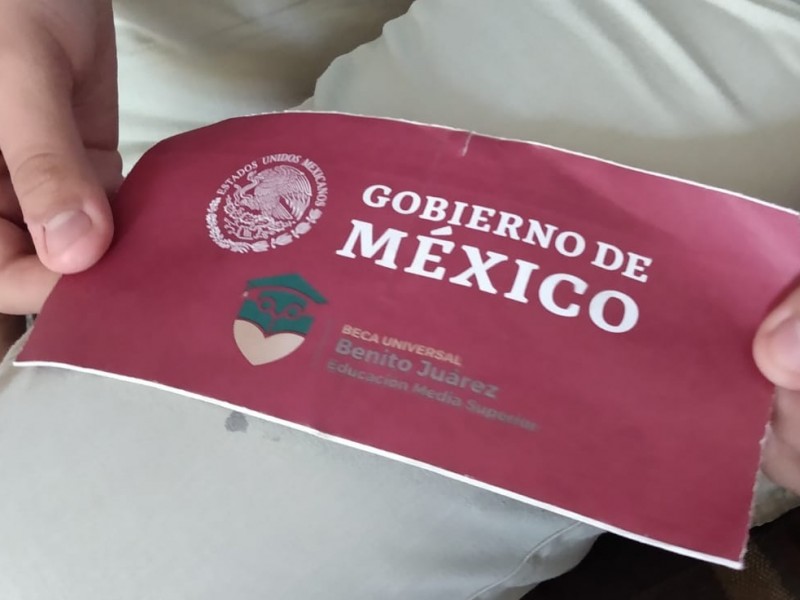 ESTADOS UNIDOS MEXICANOS
GOBIERNO DE
MÉXICO
BECA UNIVERSAL
Benito Juárez
Educación Media Superior